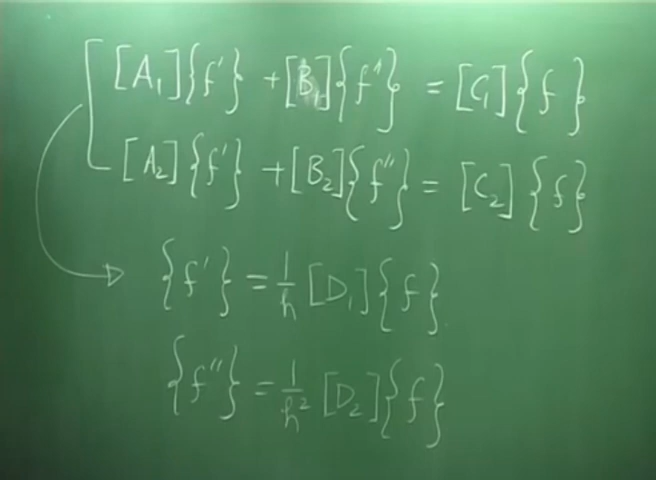 [A₁]{f'} + [B₁]{f''} = [C₁]{f}
[A₂]{f'} + [B₂]{f''} = [C₂]{f}
{f'} = 1/h [D₁]{f}
{f''} = 1/h² [D₂]{f}